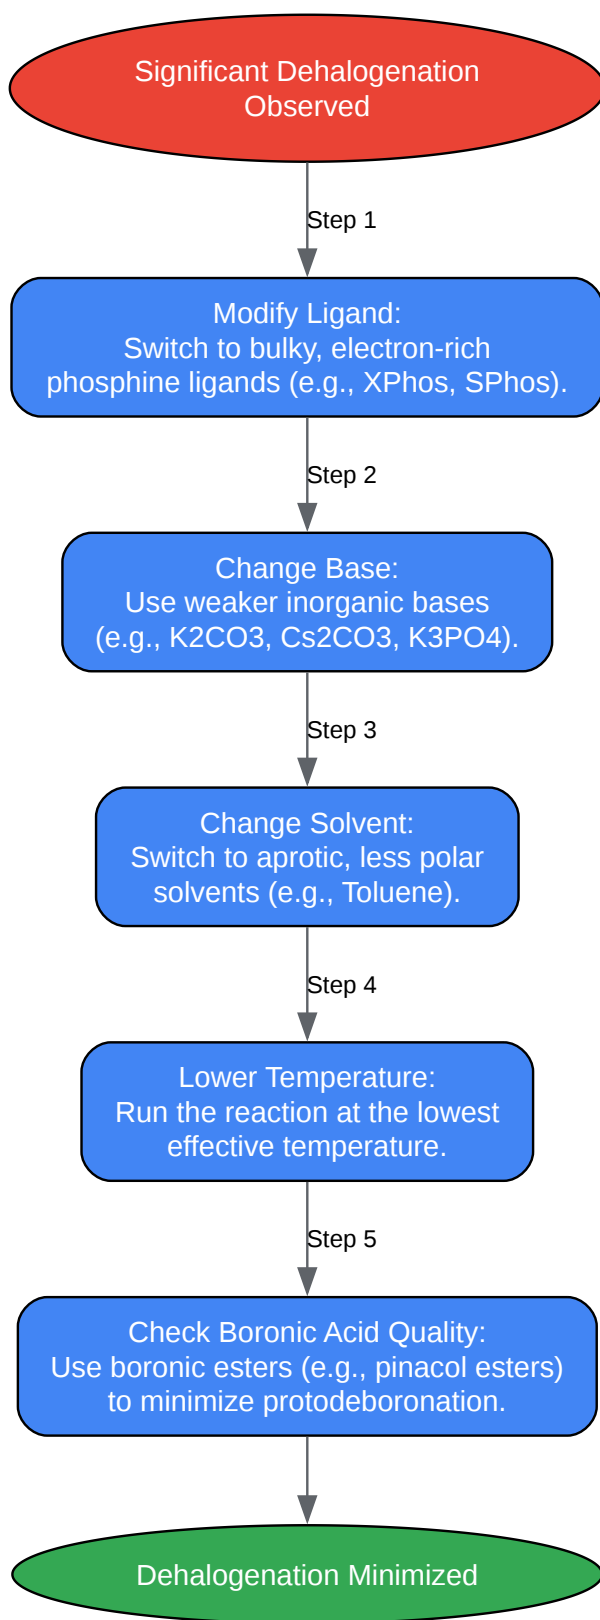 Significant Dehalogenation
Observed
Step 1
Modify Ligand:
Switch to bulky, electron-rich
phosphine ligands (e.g., XPhos, SPhos).
Step 2
Change Base:
Use weaker inorganic bases
(e.g., K2CO3, Cs2CO3, K3PO4).
Step 3
Change Solvent:
Switch to aprotic, less polar
solvents (e.g., Toluene).
Step 4
Lower Temperature:
Run the reaction at the lowest
effective temperature.
Step 5
Check Boronic Acid Quality:
Use boronic esters (e.g., pinacol esters)
to minimize protodeboronation.
Dehalogenation Minimized